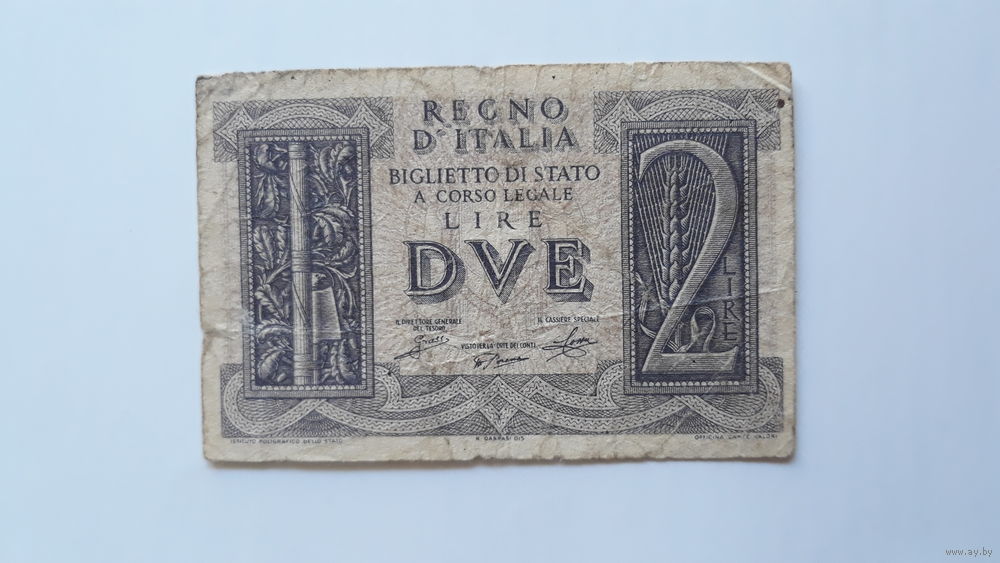 REGNO
D'ITALIA
BIGLIETTO DI STATO
A CORSO LEGALE
LIRE
DVE
2
LIRE
IL DIRETTORE GENERALE
DEL TESORO
IL CASSIERE SPECIALE
VISTO PER LA CORTE DEI CONTI
ISTITUTO POLIGRAFICO DELLO STATO
R. GARRASI DIS
OFFICINA CARTE VALORI
www.ay.by